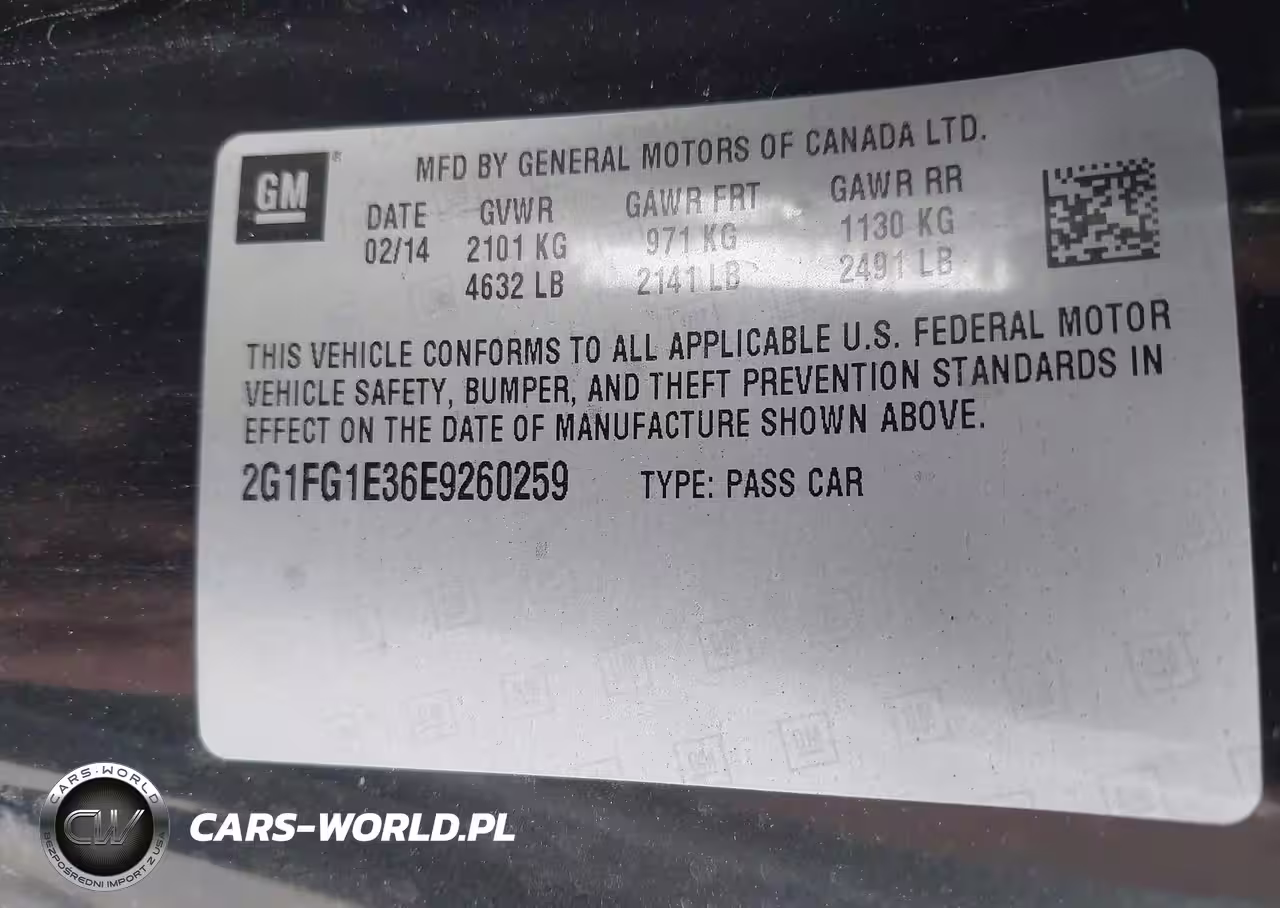 GM
MFD BY GENERAL MOTORS OF CANADA LTD.
DATE GVWR GAWR FRT GAWR RR
02/14 2101 KG 971 KG 1130 KG
4632 LB 2141 LB 2491 LB
THIS VEHICLE CONFORMS TO ALL APPLICABLE U.S. FEDERAL MOTOR
VEHICLE SAFETY, BUMPER, AND THEFT PREVENTION STANDARDS IN
EFFECT ON THE DATE OF MANUFACTURE SHOWN ABOVE.
2G1FG1E36E9260259 TYPE: PASS CAR
CARS-WORLD
CW
BEZPOŚREDNI IMPORT Z USA
CARS-WORLD.PL